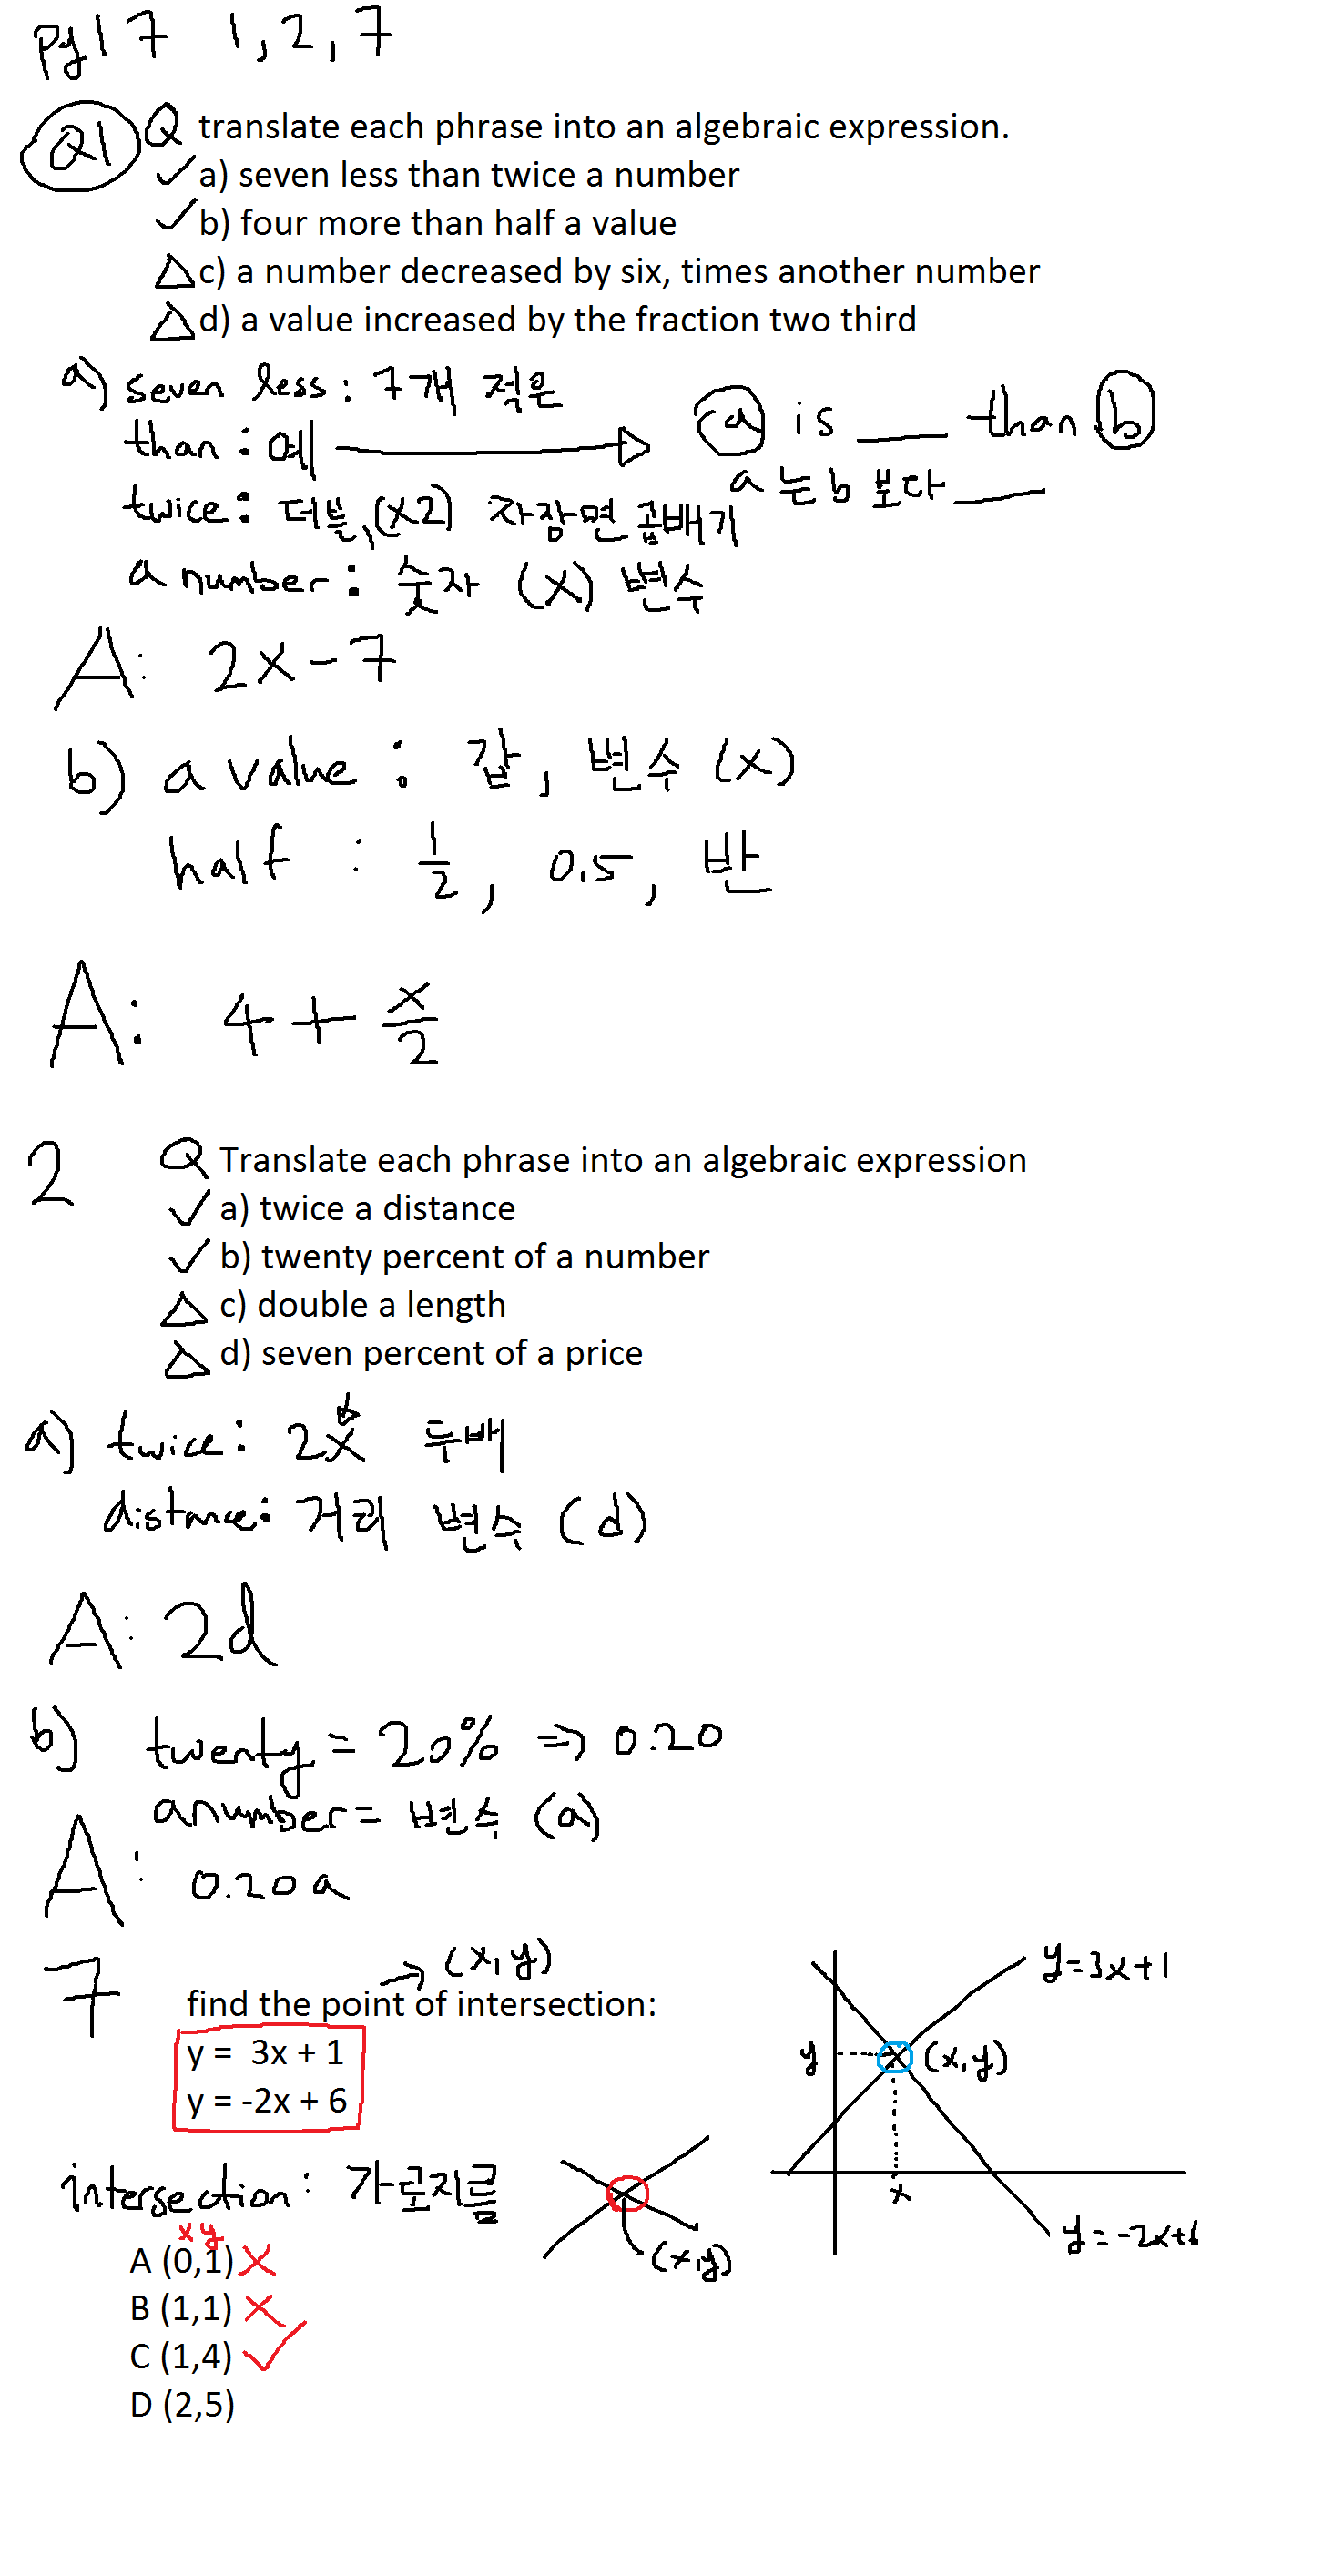 pg17 1, 2, 7
Q1 Q translate each phrase into an algebraic expression.
a) seven less than twice a number
b) four more than half a value
c) a number decreased by six, times another number
d) a value increased by the fraction two third
a) seven less : 7개 적은
than : 에 a is ___ than b
a 는 b 보다 ___
twice : 더블, (x2) 자장면 곱배기
a number : 숫자 (x) 변수
A: 2x-7
b) a value : 값, 변수 (x)
half : 1/2, 0.5, 반
A: 4 + x/2
2 Q Translate each phrase into an algebraic expression
a) twice a distance
b) twenty percent of a number
c) double a length
d) seven percent of a price
a) twice : 2x 두배
distance : 거리 변수 (d)
A: 2d
b) twenty = 20% => 0.20
a number = 변수 (a)
A: 0.20a
7 → (x, y)
find the point of intersection:
y = 3x + 1
y = -2x + 6
intersection : 가로지름
(x,y)
x y
A (0,1)
B (1,1)
C (1,4)
D (2,5)
y=3x+1
y (x,y)
x
y=-2x+6